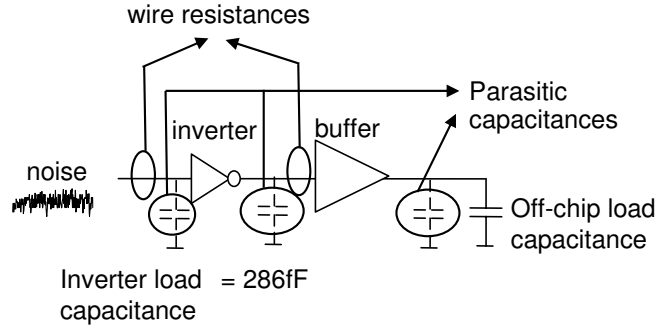 wire resistances
Parasitic
capacitances
inverter
buffer
noise
Off-chip load
capacitance
Inverter load = 286fF
capacitance